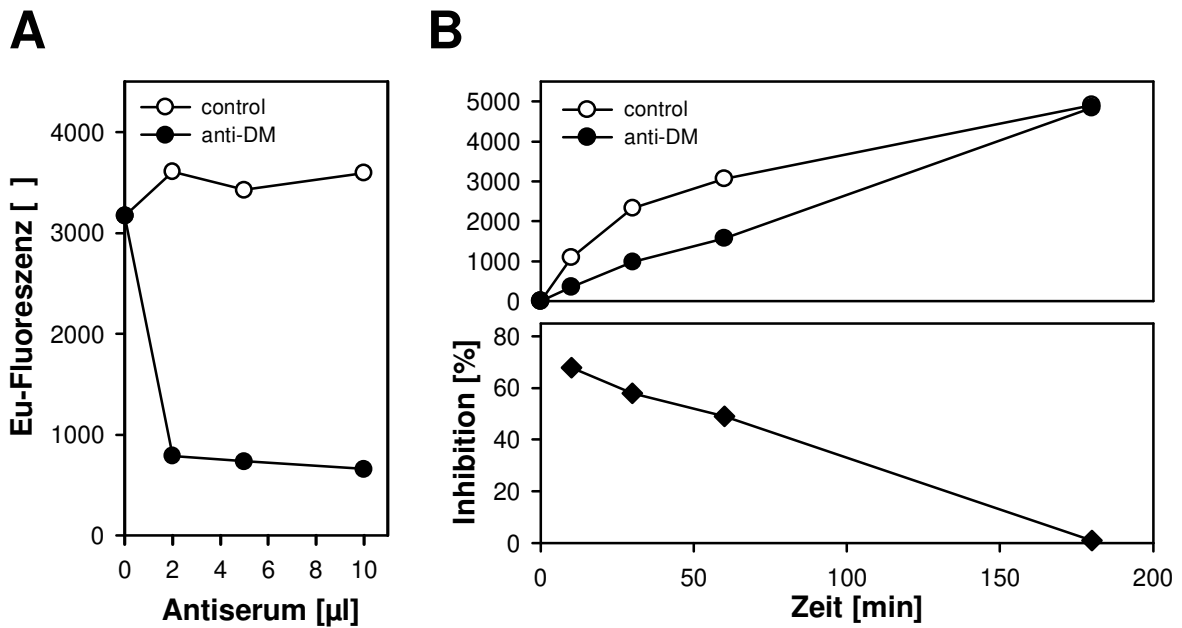 A
Eu-Fluoreszenz [ ]
4000
3000
2000
1000
0
control
anti-DM
0 2 4 6 8 10
Antiserum [µl]
B
5000
4000
3000
2000
1000
0
control
anti-DM
Inhibition [%]
80
60
40
20
0
0 50 100 150 200
Zeit [min]